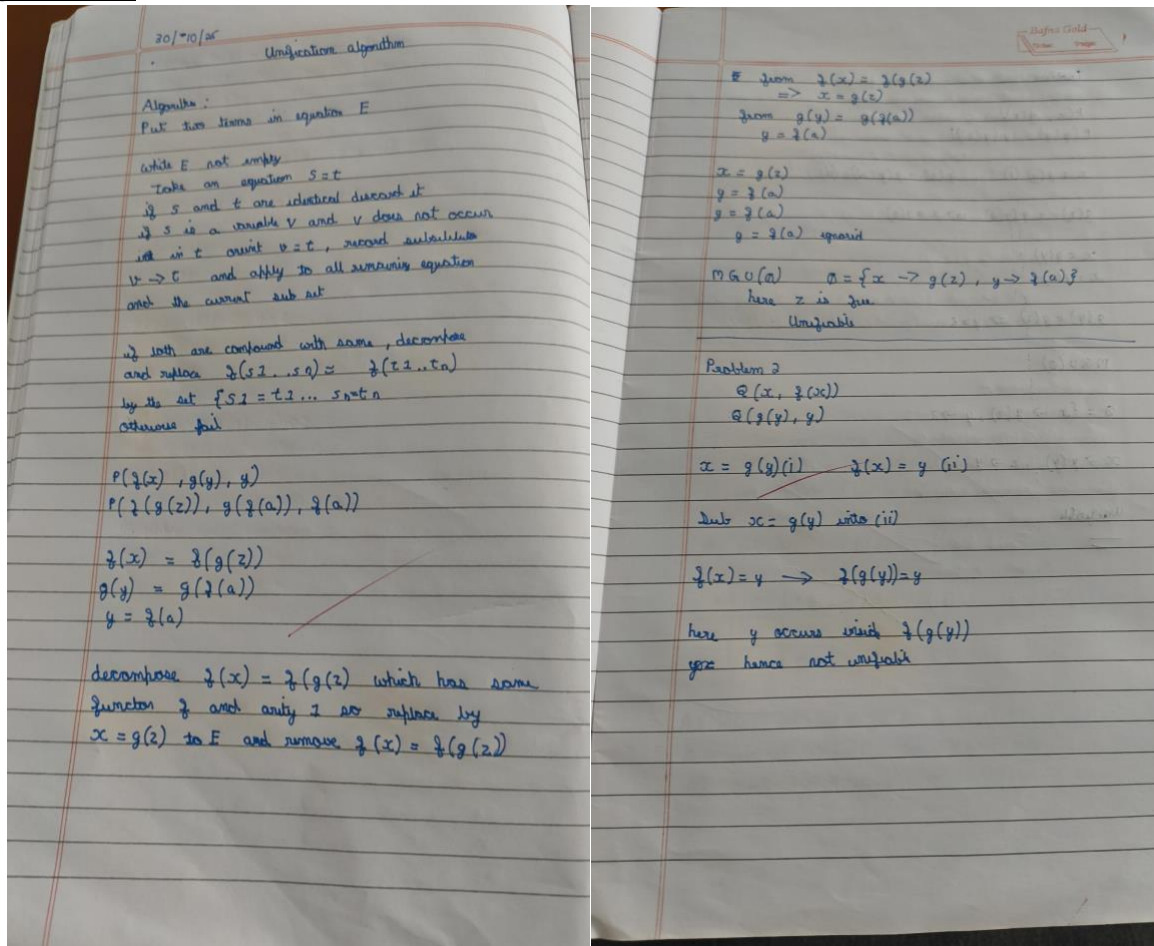 30/10/25
Unification algorithm
Algorithm :
Put two terms in equation E
while E not empty
take an equation s=t
if s and t are identical discard it
if s is a variable V and v does not occur
in t orient v=t, record substitute
v → t and apply to all remaining equation
and the current sub set
if both are compound with same, decompose
and replace f(s1...sn) = f(t1..tn)
by the set {s1 = t1... sn=tn
otherwise fail
P(f(x), g(y), y)
P(f(g(z)), g(f(a)), f(a))
f(x) = f(g(z))
g(y) = g(f(a))
y = f(a)
decompose f(x) = f(g(z) which has same
functor f and arity 1 so replace by
x = g(z) to E and remove f(x) = f(g(z))
Bafna Gold
from f(x) = f(g(z)
=> x = g(z)
from g(y) = g(f(a))
y = f(a)
x = g(z)
y = f(a)
y = f(a)
y = f(a)
MGU(θ) θ = {x -> g(z), y-> f(a)}
here z is free
Unifiable
Problem 2
Q(x, f(x))
Q(g(y), y)
x = g(y)(i) f(x) = y (ii)
Sub x = g(y) into (ii)
f(x) = y → f(g(y))=y
here y occurs f(g(y))
hence not unifiable